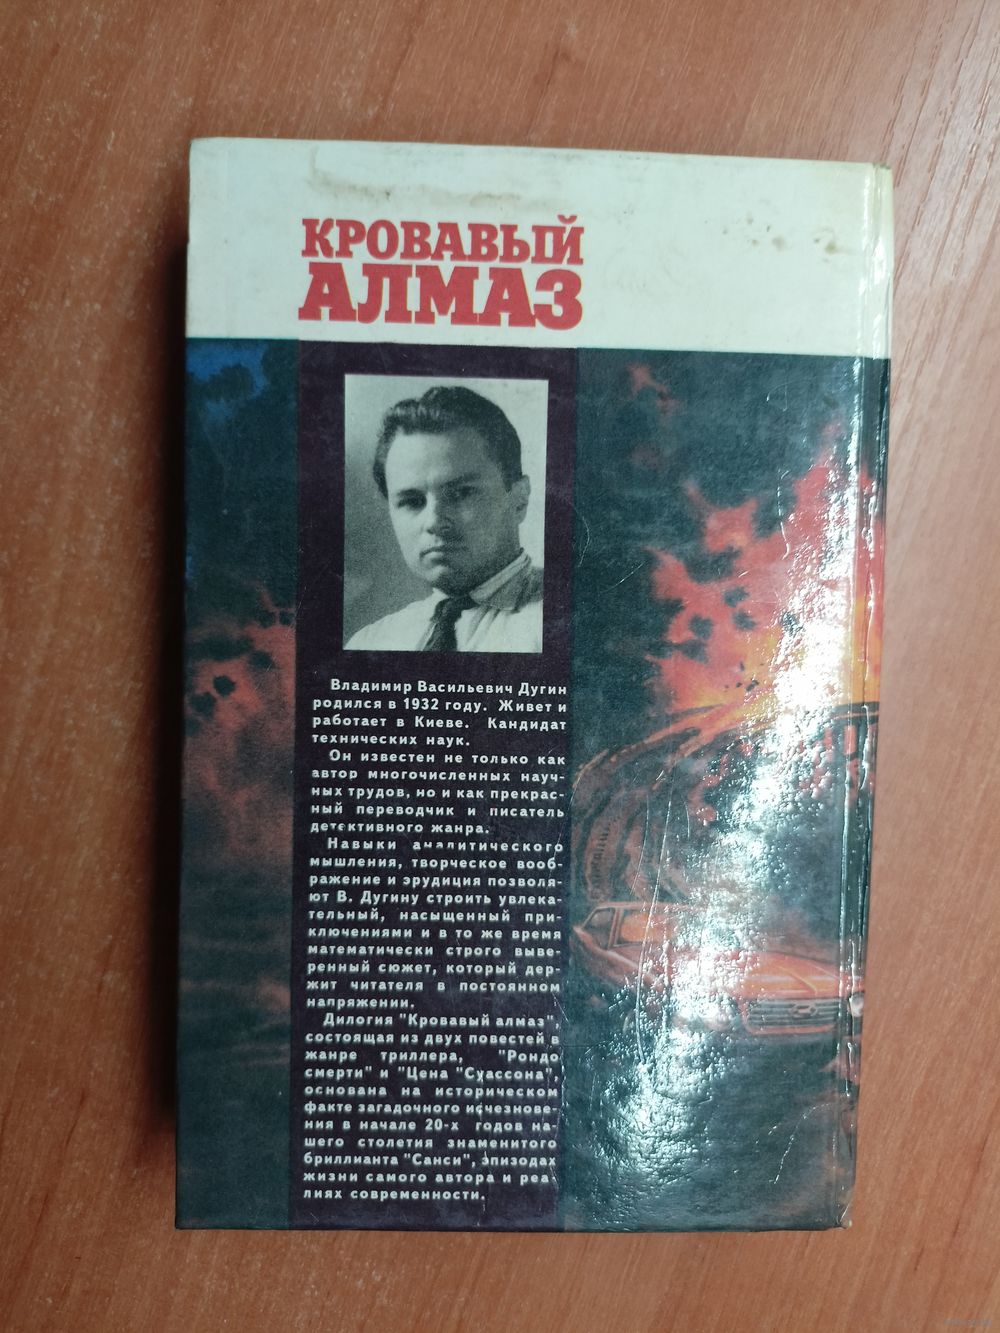 КРОВАВЫЙ
АЛМАЗ
Владимир Васильевич Дугин
родился в 1932 году. Живет и
работает в Киеве. Кандидат
технических наук.
Он известен не только как
автор многочисленных науч-
ных трудов, но и как прекрас-
ный переводчик и писатель
детективного жанра.
Навыки аналитического
мышления, творческое вооб-
ражение и эрудиция позволя-
ют В. Дугину строить увлека-
тельный, насыщенный при-
ключениями и в то же время
математически строго выве-
ренный сюжет, который дер-
жит читателя в постоянном
напряжении.
Дилогия "Кровавый алмаз",
состоящая из двух повестей в
жанре триллера, "Рондо
смерти" и "Цена "Суассона",
основана на историческом
факте загадочного исчезнове-
ния в начале 20-х годов на-
шего столетия знаменитого
бриллианта "Санси", эпизодах
жизни самого автора и реа-
лиях современности.